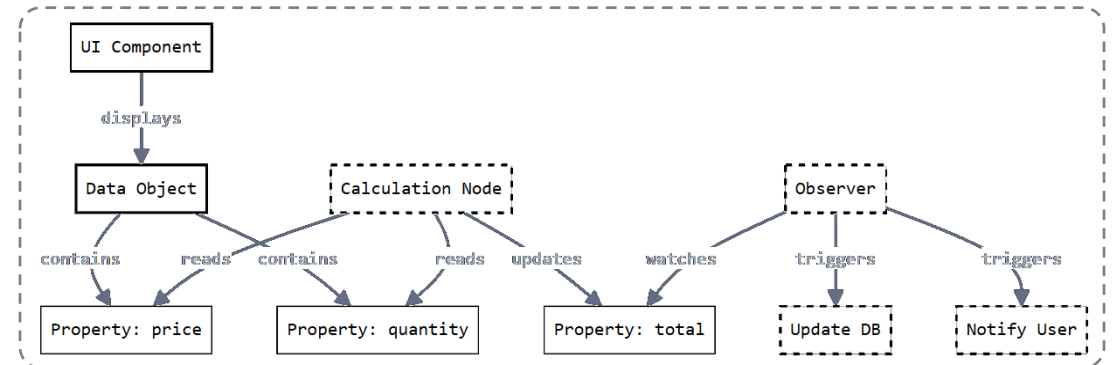 UI Component
displays
Data Object
Calculation Node
Observer
contains
reads
contains
reads
updates
watches
triggers
triggers
Property: price
Property: quantity
Property: total
Update DB
Notify User